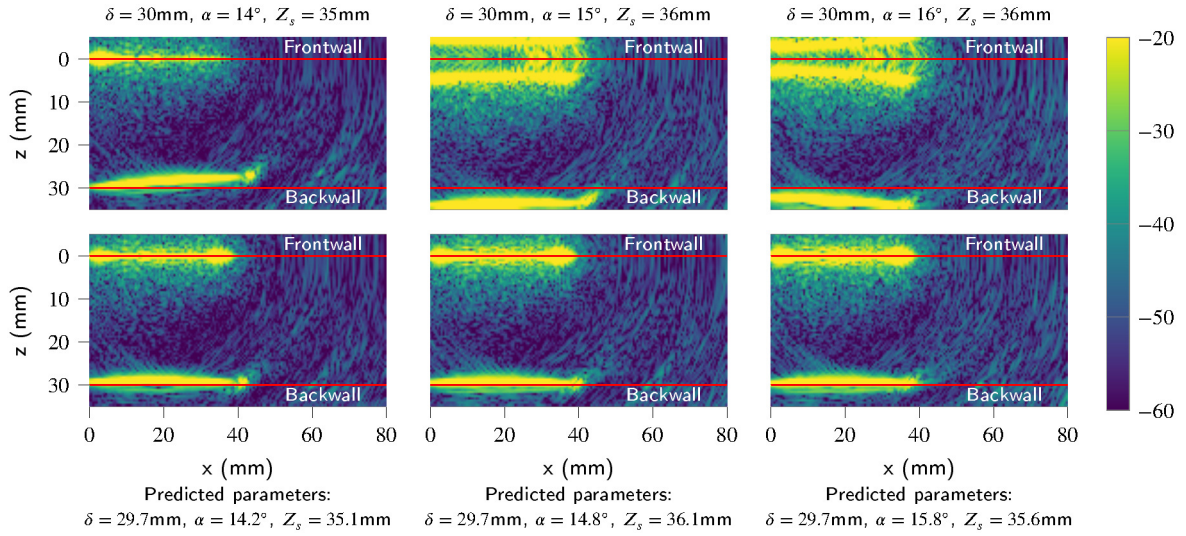 δ = 30mm, α = 14°, Z_s = 35mm
δ = 30mm, α = 15°, Z_s = 36mm
δ = 30mm, α = 16°, Z_s = 36mm
Frontwall
Frontwall
Frontwall
0
10
20
30
z (mm)
Backwall
Backwall
Backwall
Frontwall
Frontwall
Frontwall
0
10
20
30
z (mm)
Backwall
Backwall
Backwall
0 20 40 60 80
0 20 40 60 80
0 20 40 60 80
x (mm)
x (mm)
x (mm)
−20
−30
−40
−50
−60
Predicted parameters:
δ = 29.7mm, α = 14.2°, Z_s = 35.1mm
Predicted parameters:
δ = 29.7mm, α = 14.8°, Z_s = 36.1mm
Predicted parameters:
δ = 29.7mm, α = 15.8°, Z_s = 35.6mm